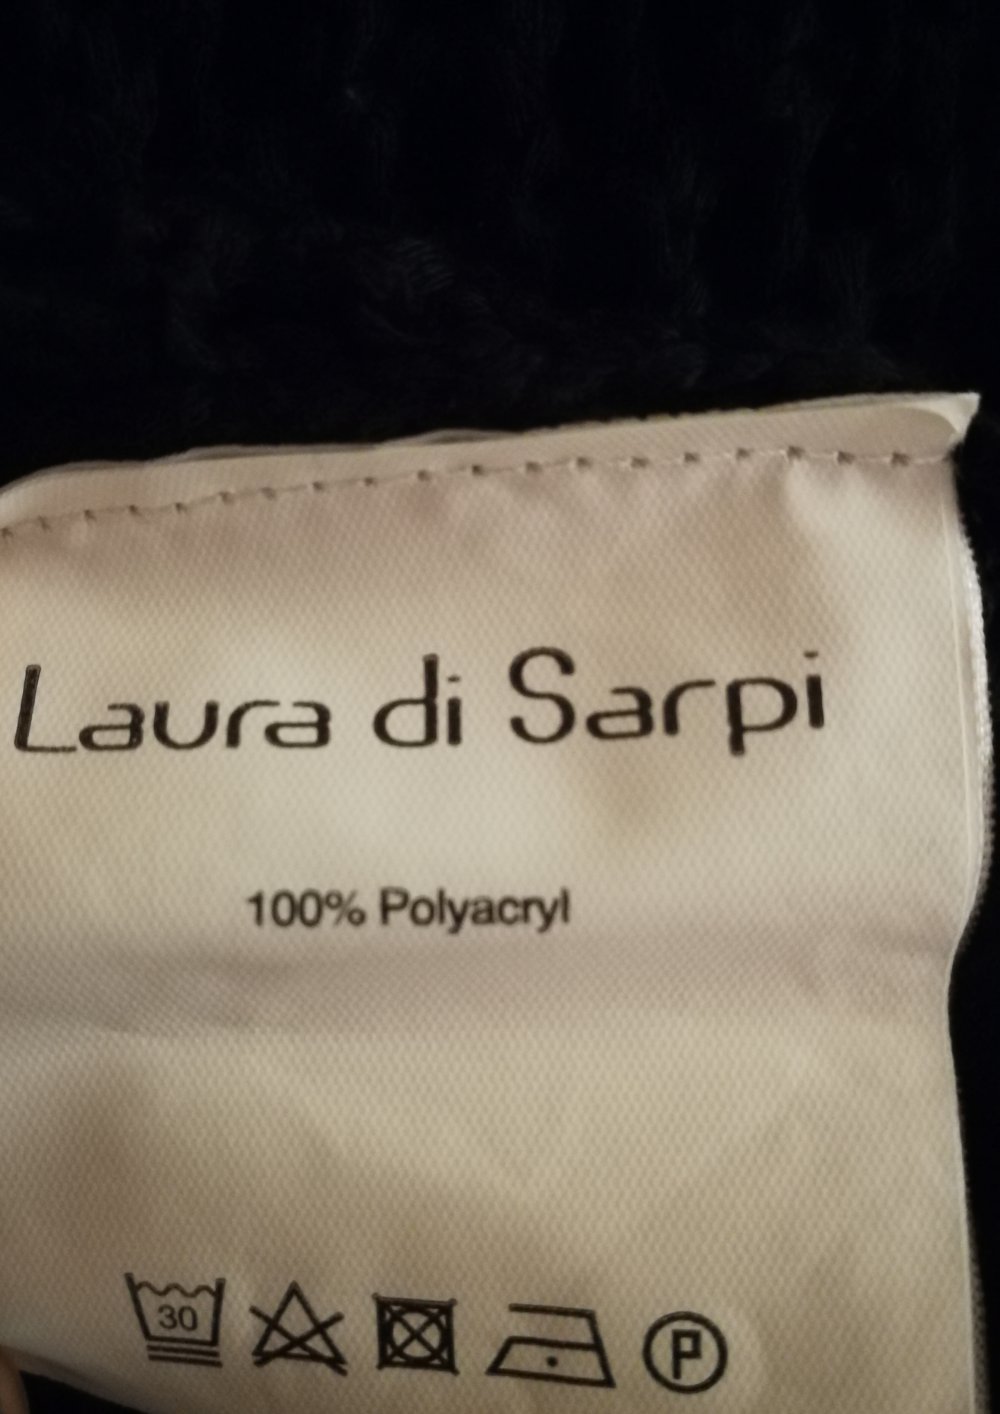 Laura di Sarpi
100% Polyacryl
30 P